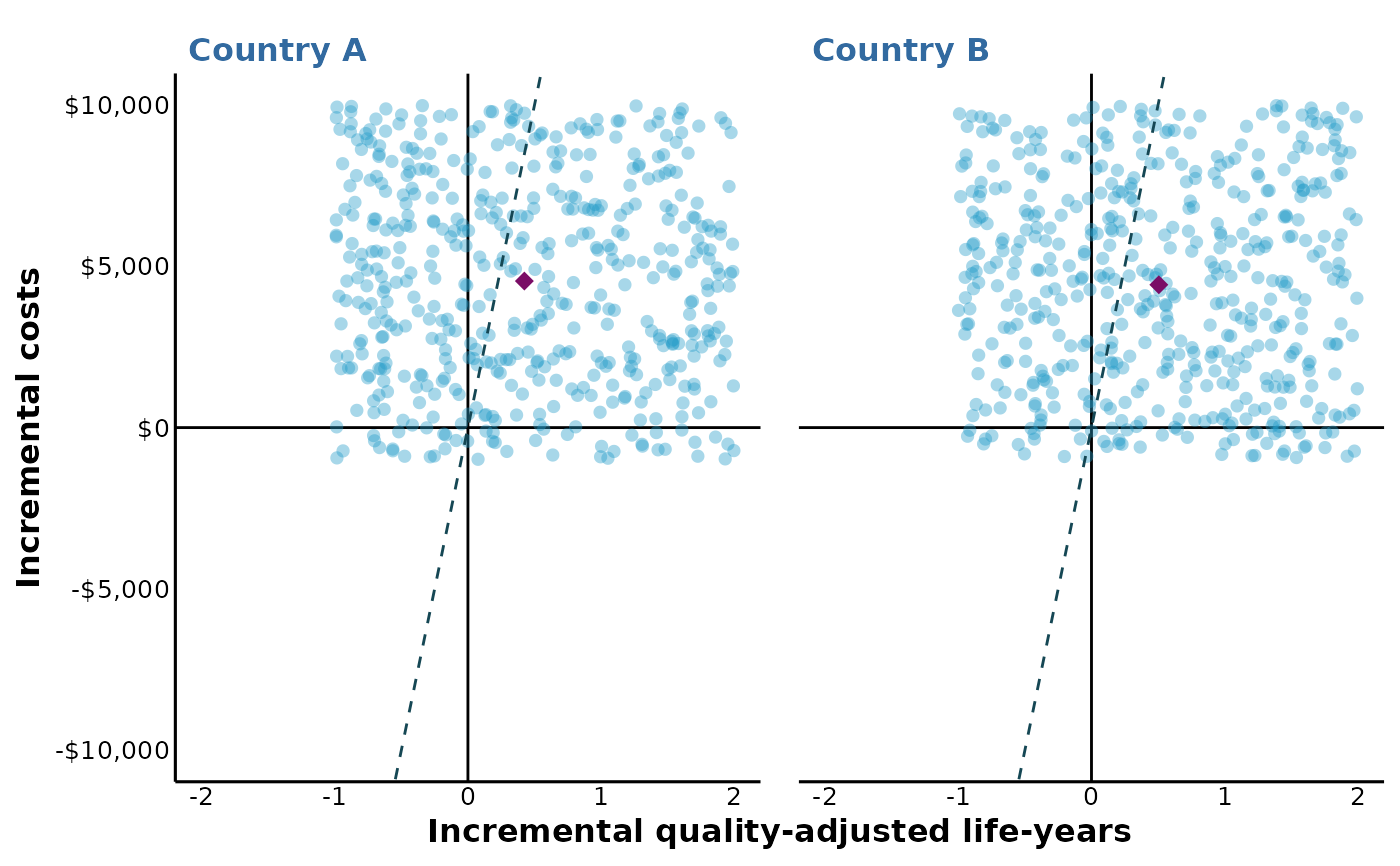 Country A
Country B
$10,000
$5,000
$0
-$5,000
-$10,000
Incremental costs
-2 -1 0 1 2
-2 -1 0 1 2
Incremental quality-adjusted life-years